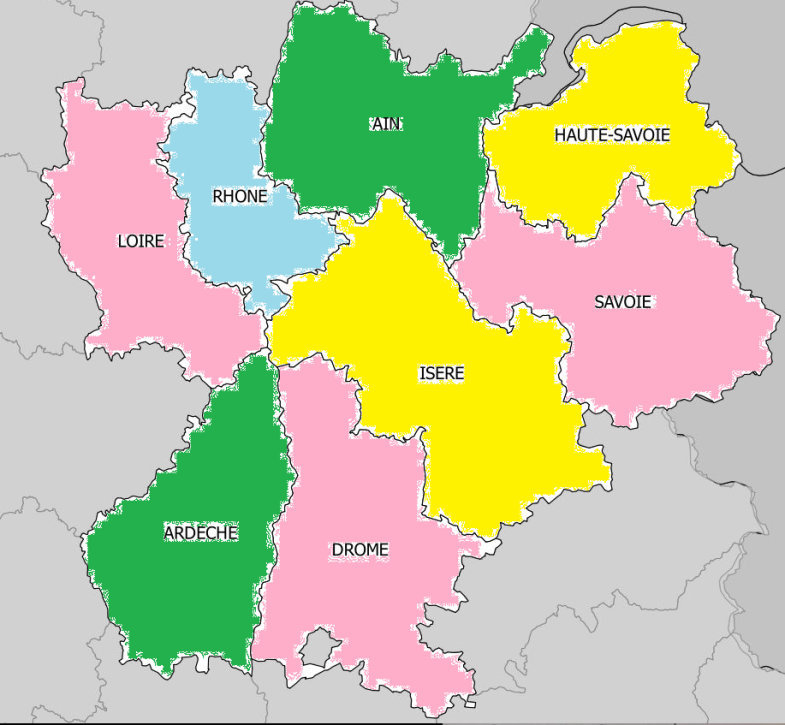 AIN
HAUTE-SAVOIE
RHONE
LOIRE
SAVOIE
ISERE
ARDECHE
DROME